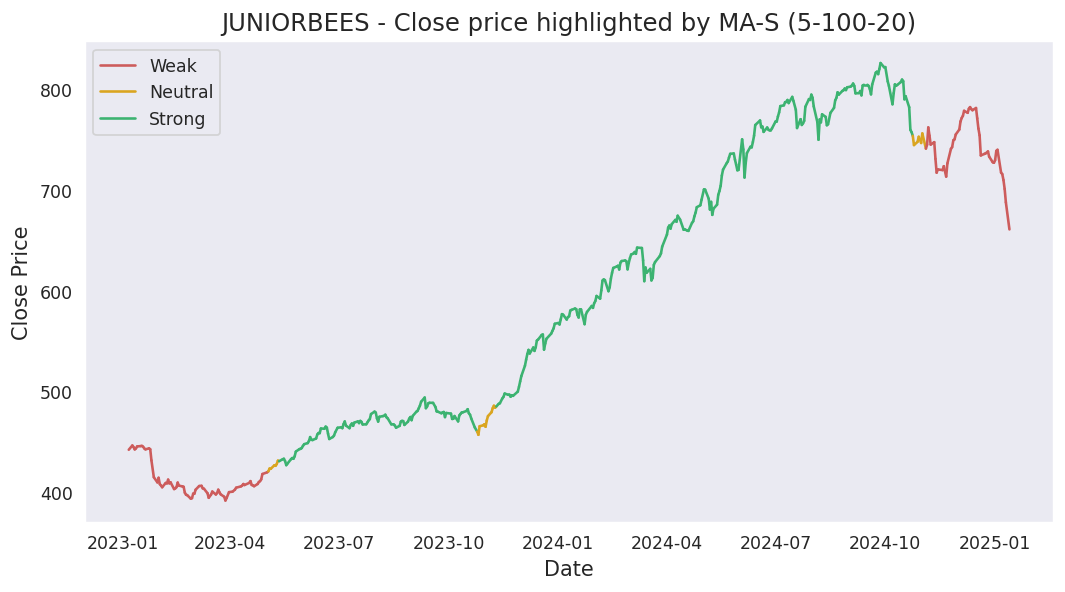 JUNIORBEES - Close price highlighted by MA-S (5-100-20)
Weak
Neutral
Strong
Close Price
800
700
600
500
400
2023-01 2023-04 2023-07 2023-10 2024-01 2024-04 2024-07 2024-10 2025-01
Date